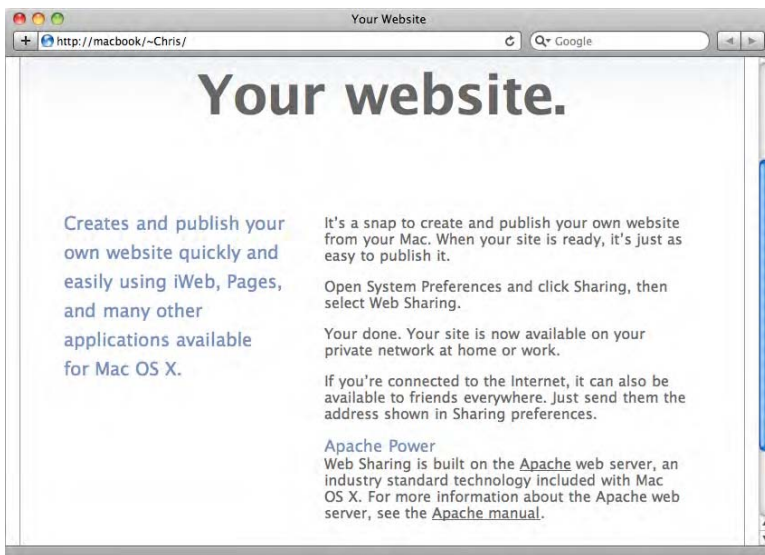 Your Website
http://macbook/~Chris/
Google
Your website.
Creates and publish your
own website quickly and
easily using iWeb, Pages,
and many other
applications available
for Mac OS X.
It's a snap to create and publish your own website
from your Mac. When your site is ready, it's just as
easy to publish it.
Open System Preferences and click Sharing, then
select Web Sharing.
Your done. Your site is now available on your
private network at home or work.
If you're connected to the Internet, it can also be
available to friends everywhere. Just send them the
address shown in Sharing preferences.
Apache Power
Web Sharing is built on the Apache web server, an
industry standard technology included with Mac
OS X. For more information about the Apache web
server, see the Apache manual.